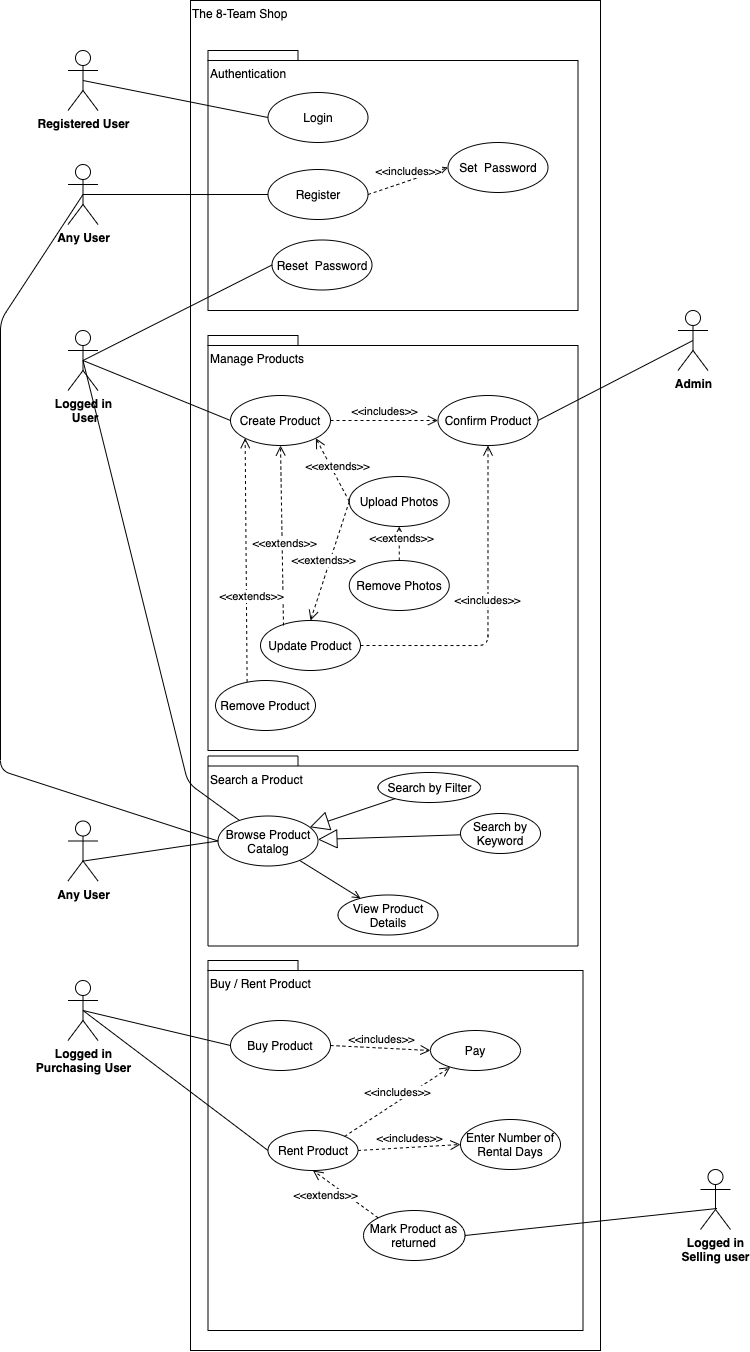 The 8-Team Shop
Authentication
Registered User
Login
<<includes>>
Set Password
Register
Any User
Reset Password
Manage Products
Logged in
User
Admin
Create Product
<<includes>>
Confirm Product
<<extends>>
Upload Photos
<<extends>>
<<extends>>
<<extends>>
Remove Photos
<<extends>>
<<includes>>
Update Product
Remove Product
Search a Product
Search by Filter
Browse Product
Catalog
Search by
Keyword
Any User
View Product
Details
Buy / Rent Product
Logged in
Purchasing User
Buy Product
<<includes>>
Pay
<<includes>>
Rent Product
<<includes>>
Enter Number of
Rental Days
<<extends>>
Mark Product as
returned
Logged in
Selling user